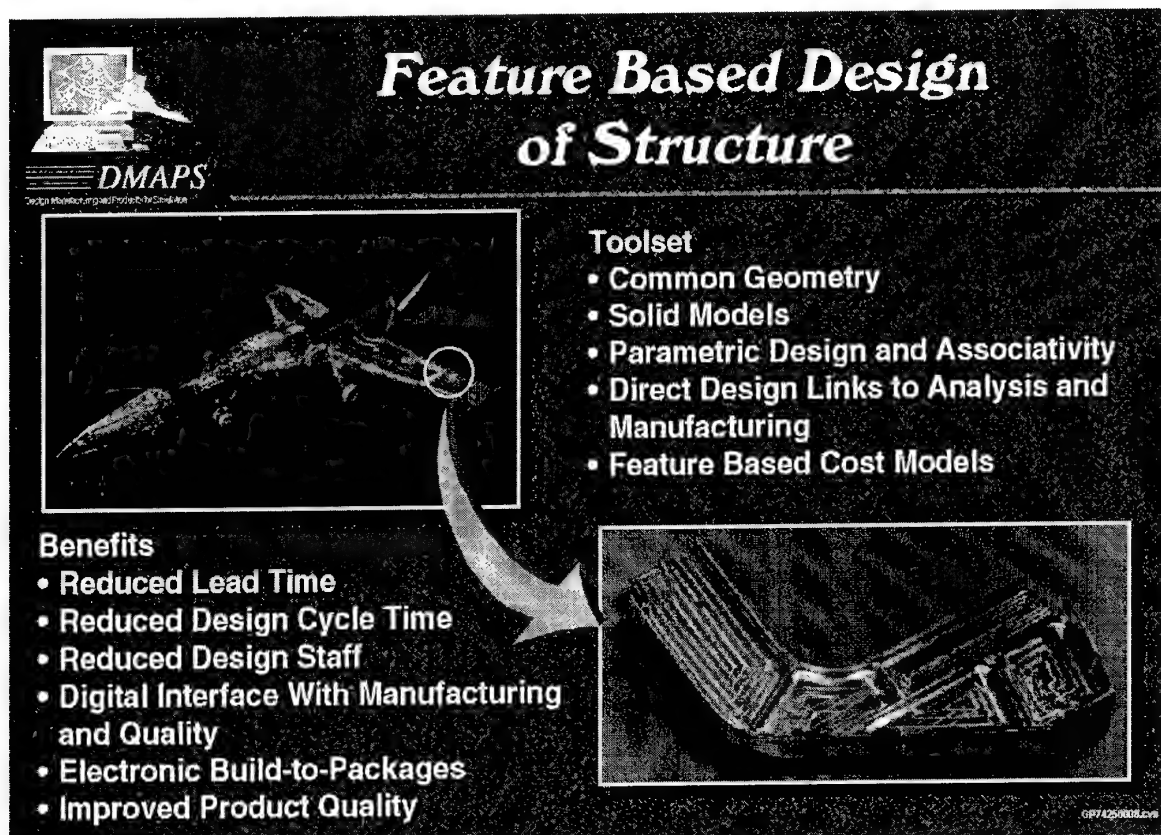 Feature Based Design
of Structure
DMAPS
Toolset
• Common Geometry
• Solid Models
• Parametric Design and Associativity
• Direct Design Links to Analysis and
Manufacturing
• Feature Based Cost Models
Benefits
• Reduced Lead Time
• Reduced Design Cycle Time
• Reduced Design Staff
• Digital Interface With Manufacturing
and Quality
• Electronic Build-to-Packages
• Improved Product Quality